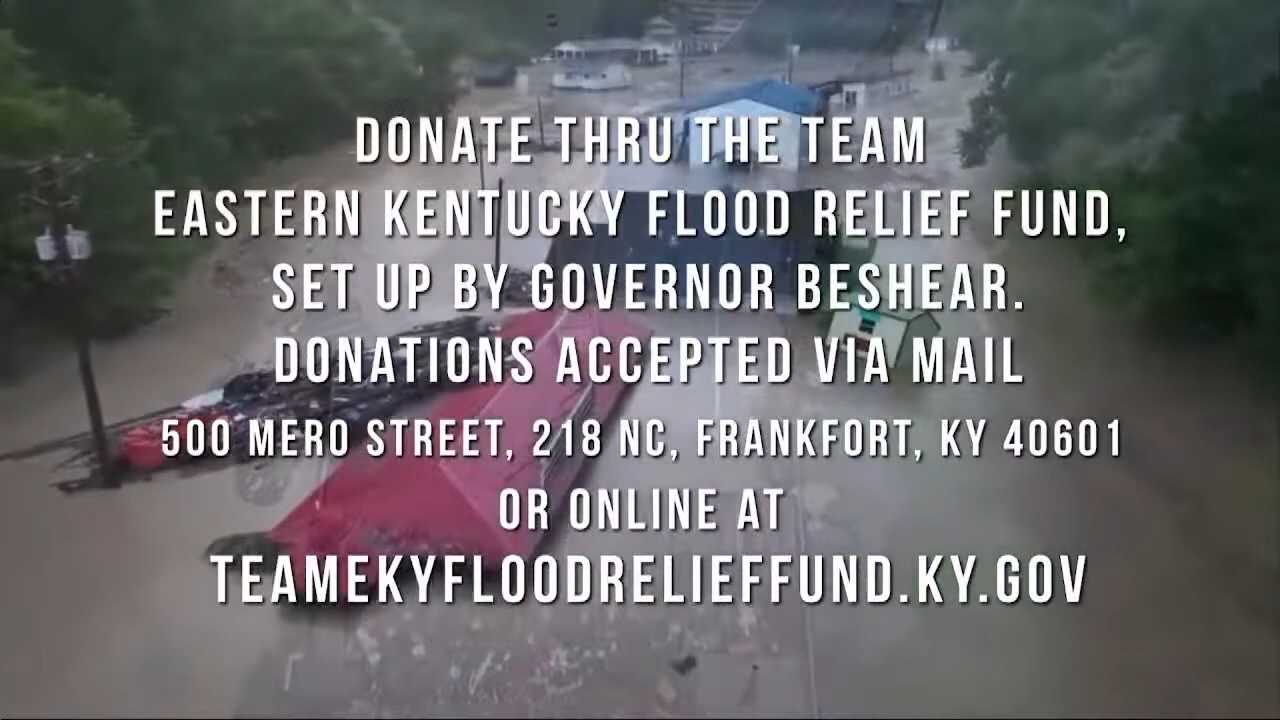 DONATE THRU THE TEAM
EASTERN KENTUCKY FLOOD RELIEF FUND,
SET UP BY GOVERNOR BESHEAR.
DONATIONS ACCEPTED VIA MAIL
500 MERO STREET, 218 NC, FRANKFORT, KY 40601
OR ONLINE AT
TEAMEKYFLOODRELIEFFUND.KY.GOV